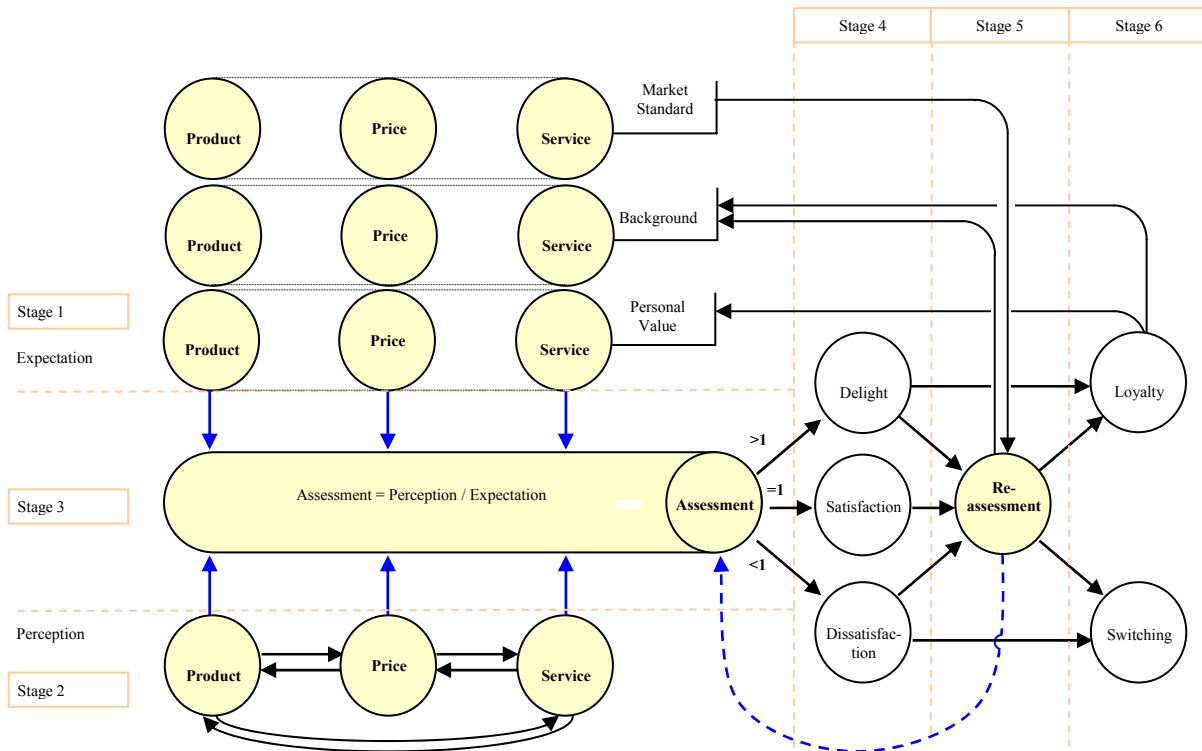 Stage 4
Stage 5
Stage 6
Product
Price
Service
Market
Standard
Product
Price
Service
Background
Stage 1
Expectation
Product
Price
Service
Personal
Value
Delight
Loyalty
>1
Stage 3
Assessment = Perception / Expectation
Assessment
=1
Satisfaction
Re-
assessment
<1
Perception
Stage 2
Product
Price
Service
Dissatisfac-
tion
Switching